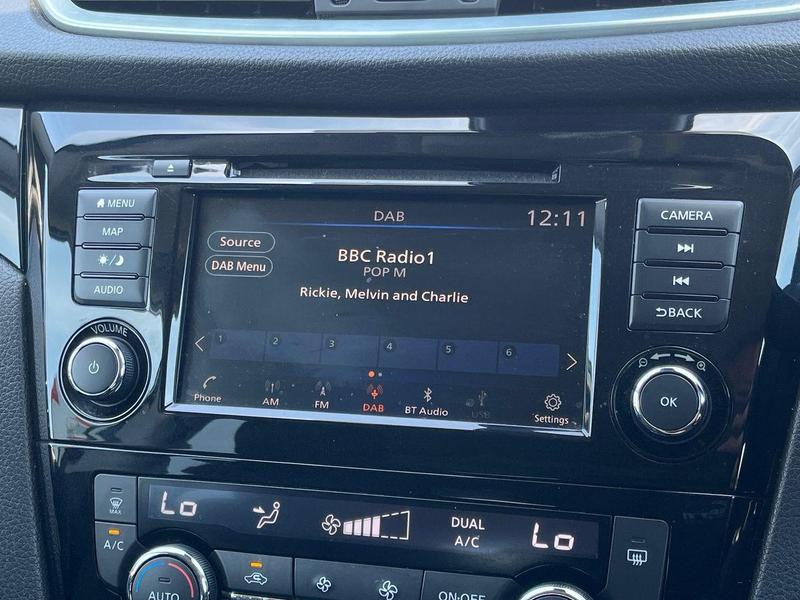 MENU
MAP
AUDIO
VOLUME
DAB
12:11
Source
DAB Menu
BBC Radio1
POP M
Rickie, Melvin and Charlie
1 2 3 4 5 6
Phone AM FM DAB BT Audio USB Settings
CAMERA
BACK
OK
MAX
A/C
Lo
DUAL
A/C
Lo
AUTO
ON·OFF